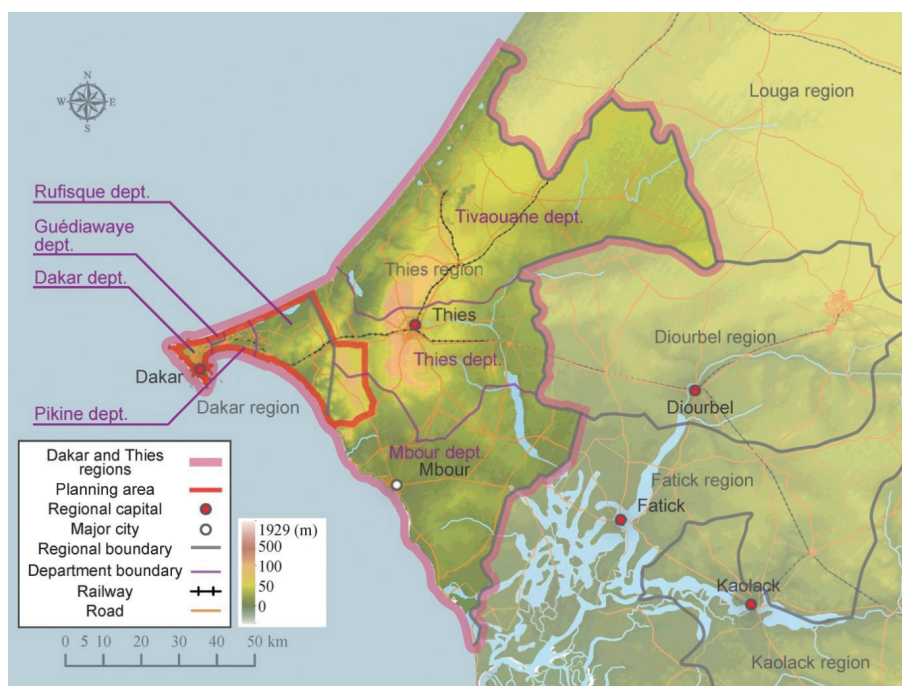 N
W E
S
Louga region
Rufisque dept.
Guédiawaye
dept.
Dakar dept.
Tivaouane dept.
Thies region
Thies
Diourbel region
Thies dept.
Dakar
Dakar region
Pikine dept.
Diourbel
Mbour dept.
Mbour
Fatick region
Fatick
Kaolack
Kaolack region
Dakar and Thies
regions
Planning area
Regional capital
Major city
Regional boundary
Department boundary
Railway
Road
1929 (m)
500
100
50
0
0 5 10 20 30 40 50 km